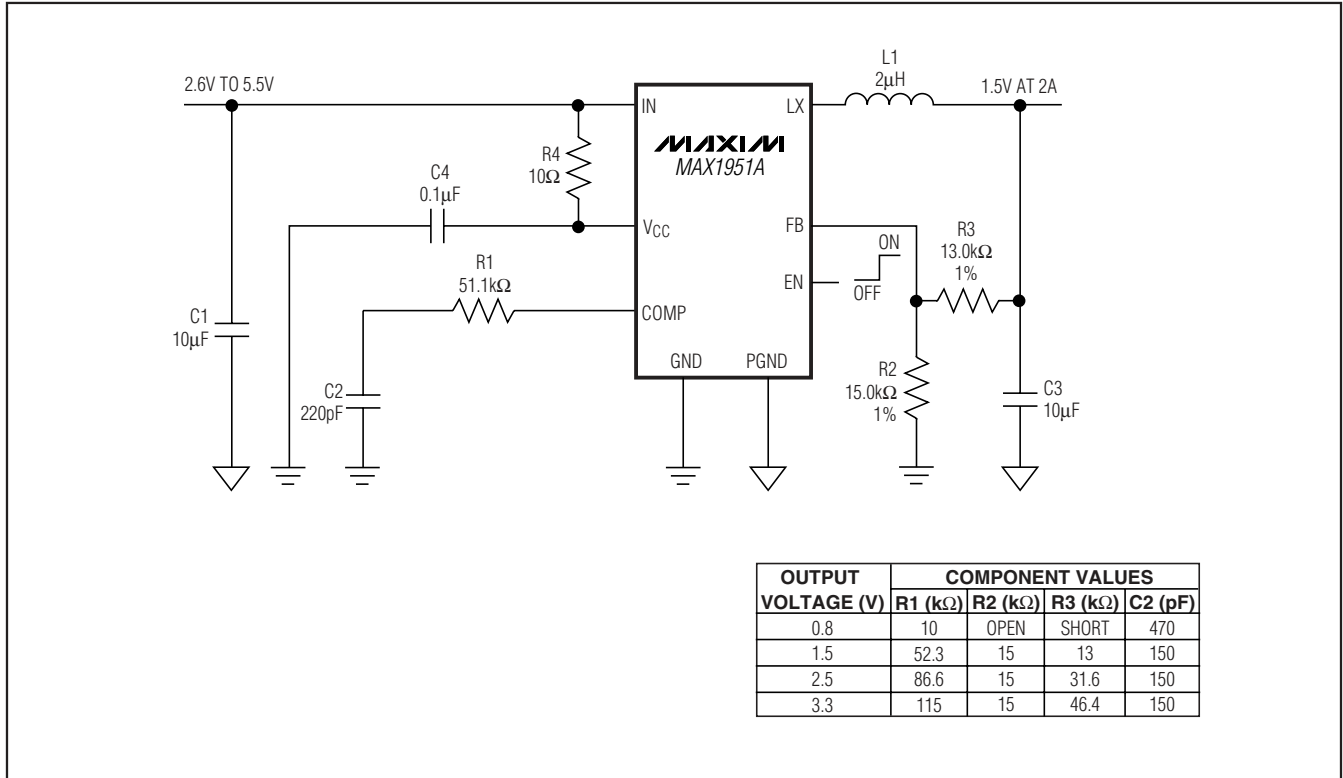 2.6V TO 5.5V
L1
2µH
1.5V AT 2A
IN
LX
MAXIM
MAX1951A
R4
10Ω
C4
0.1µF
VCC
FB
R3
13.0kΩ
1%
ON
OFF
EN
R1
51.1kΩ
COMP
C1
10µF
GND
PGND
C2
220pF
R2
15.0kΩ
1%
C3
10µF
OUTPUT VOLTAGE (V)
COMPONENT VALUES
R1 (kΩ) R2 (kΩ) R3 (kΩ) C2 (pF)
0.8 10 OPEN SHORT 470
1.5 52.3 15 13 150
2.5 86.6 15 31.6 150
3.3 115 15 46.4 150